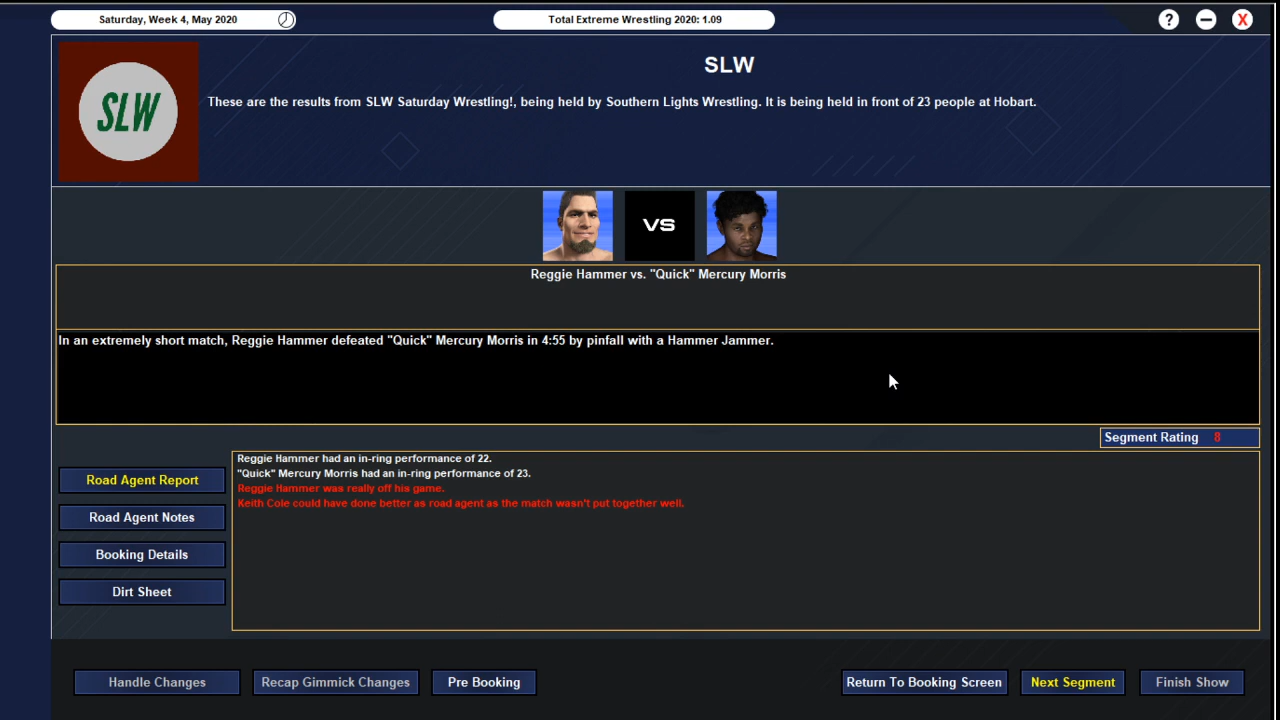 Saturday, Week 4, May 2020
Total Extreme Wrestling 2020: 1.09
?
X
SLW
SLW
These are the results from SLW Saturday Wrestling!, being held by Southern Lights Wrestling. It is being held in front of 23 people at Hobart.
VS
Reggie Hammer vs. "Quick" Mercury Morris
In an extremely short match, Reggie Hammer defeated "Quick" Mercury Morris in 4:55 by pinfall with a Hammer Jammer.
Segment Rating 8
Reggie Hammer had an in-ring performance of 22.
"Quick" Mercury Morris had an in-ring performance of 23.
Reggie Hammer was really off his game.
Keith Cole could have done better as road agent as the match wasn't put together well.
Road Agent Report
Road Agent Notes
Booking Details
Dirt Sheet
Handle Changes
Recap Gimmick Changes
Pre Booking
Return To Booking Screen
Next Segment
Finish Show